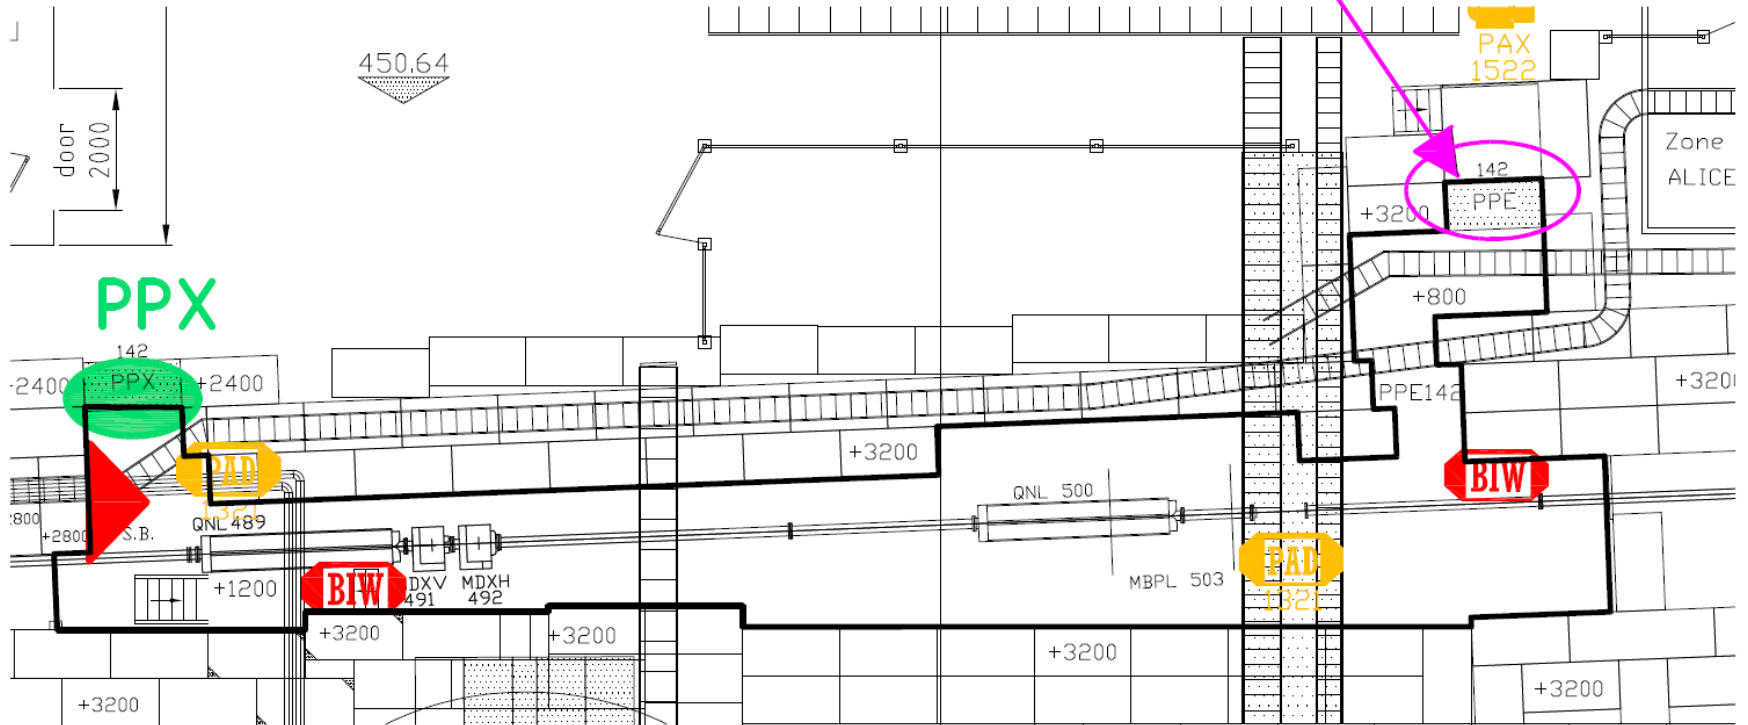 450.64
PAX
1522
door
2000
Zone
ALICE
142
PPE
+3200
PPX
+800
142
PPX
-2400
+2400
PPE142
+3200
+3200
PAD
1321
BIW
QNL 500
2800
+2800
S.B.
QNL 489
+1200
BIW
DXV
491
MDXH
492
MBPL 503
PAD
1321
+3200
+3200
+3200
+3200
+3200